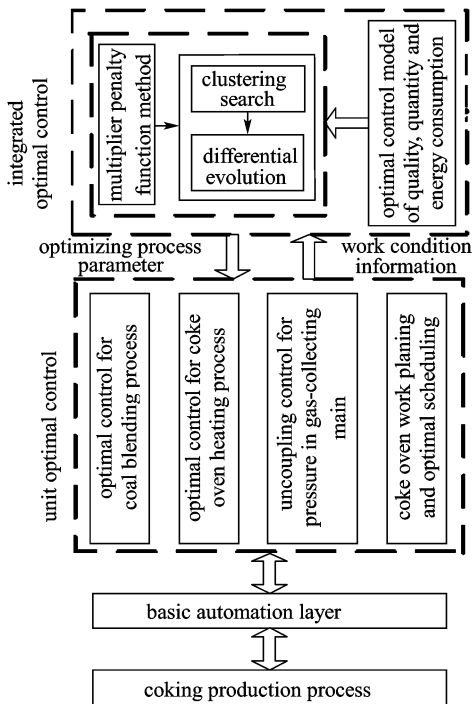 integrated
optimal control
multiplier penalty
function method
clustering
search
differential
evolution
optimal control model
of quality, quantity and
energy consumption
optimizing process
parameter
work condition
information
unit optimal control
optimal control for
coal blending process
optimal control for coke
oven heating process
uncoupling control for
pressure in gas-collecting
main
coke oven work planing
and optimal scheduling
basic automation layer
coking production process